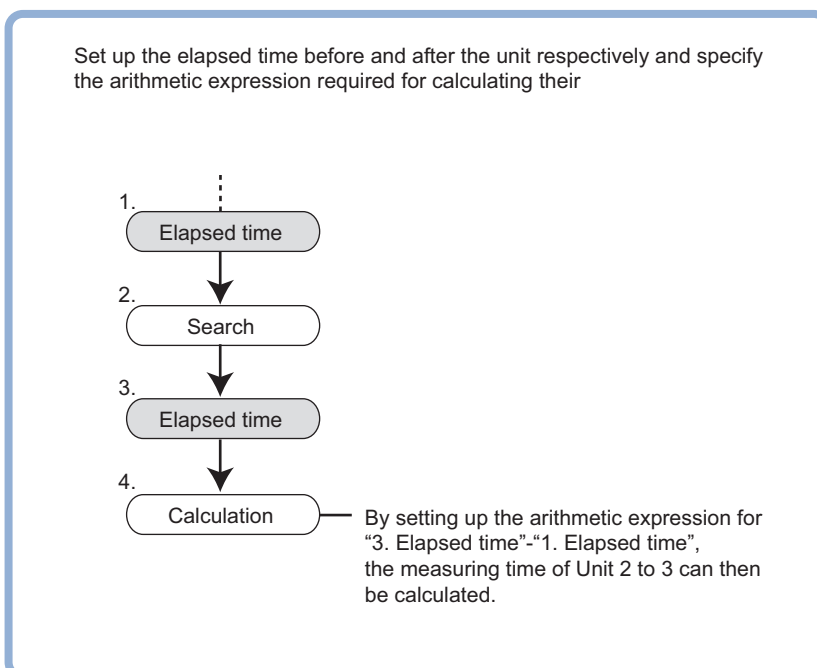 Set up the elapsed time before and after the unit respectively and specify
the arithmetic expression required for calculating their
1.
Elapsed time
2.
Search
3.
Elapsed time
4.
Calculation
By setting up the arithmetic expression for
“3. Elapsed time”-“1. Elapsed time”,
the measuring time of Unit 2 to 3 can then
be calculated.